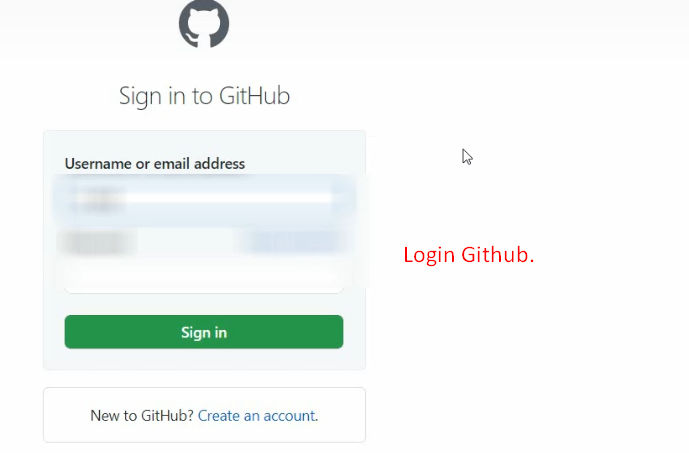 Sign in to GitHub
Username or email address
Login Github.
Sign in
New to GitHub? Create an account.